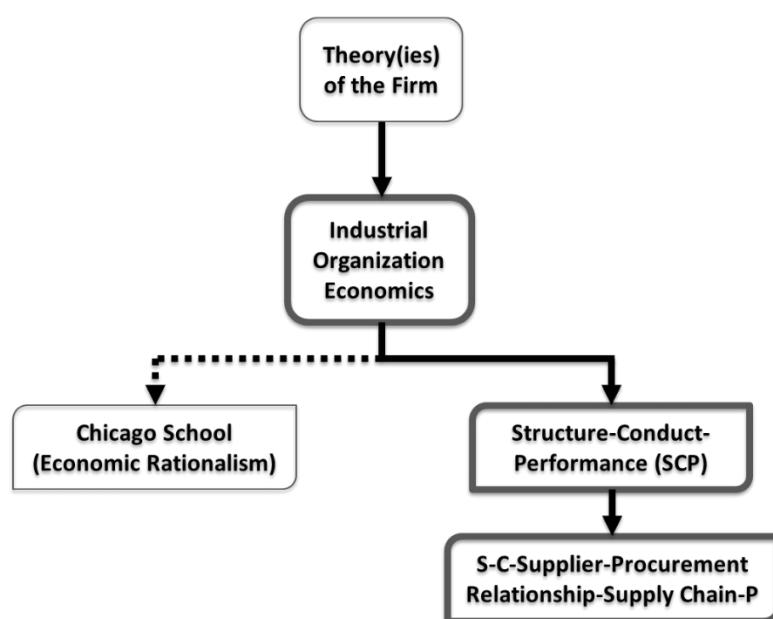 Theory(ies)
of the Firm
Industrial
Organization
Economics
Chicago School
(Economic Rationalism)
Structure-Conduct-
Performance (SCP)
S-C-Supplier-Procurement
Relationship-Supply Chain-P